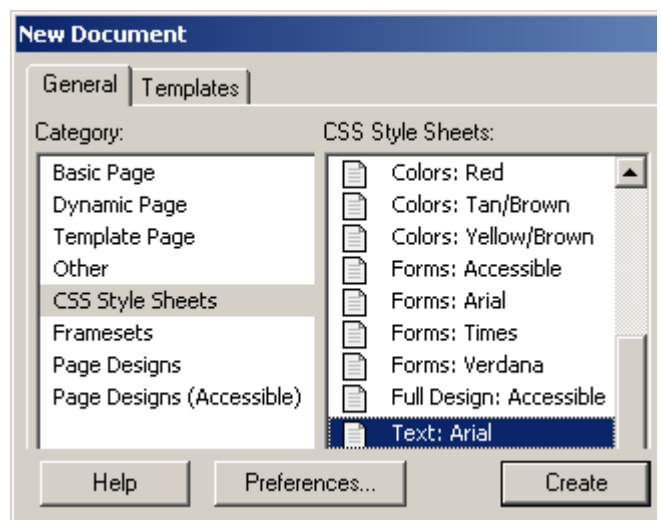 New Document
General Templates
Category:
Basic Page
Dynamic Page
Template Page
Other
CSS Style Sheets
Framesets
Page Designs
Page Designs (Accessible)
CSS Style Sheets:
Colors: Red
Colors: Tan/Brown
Colors: Yellow/Brown
Forms: Accessible
Forms: Arial
Forms: Times
Forms: Verdana
Full Design: Accessible
Text: Arial
Help Preferences... Create